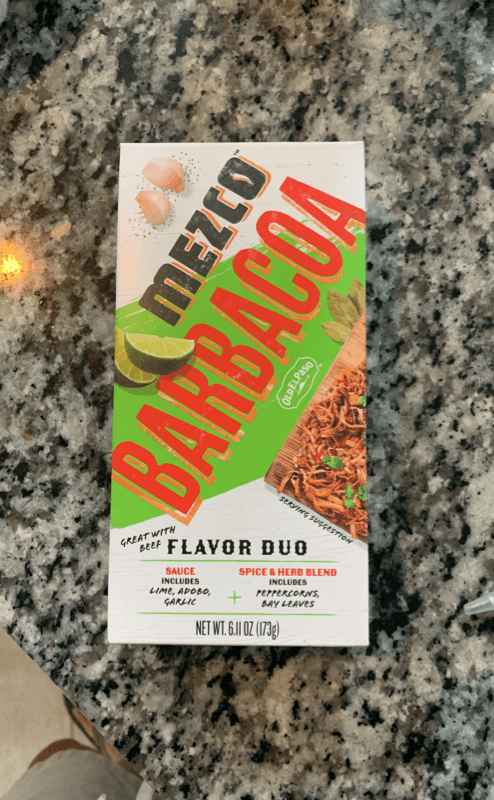 MEZCO™
BARBACOA
OLD EL PASO
SERVING SUGGESTION
GREAT WITH
BEEF
FLAVOR DUO
SAUCE
INCLUDES
LIME, ADOBO,
GARLIC
+
SPICE & HERB BLEND
INCLUDES
PEPPERCORNS,
BAY LEAVES
NET WT. 6.11 OZ (173g)